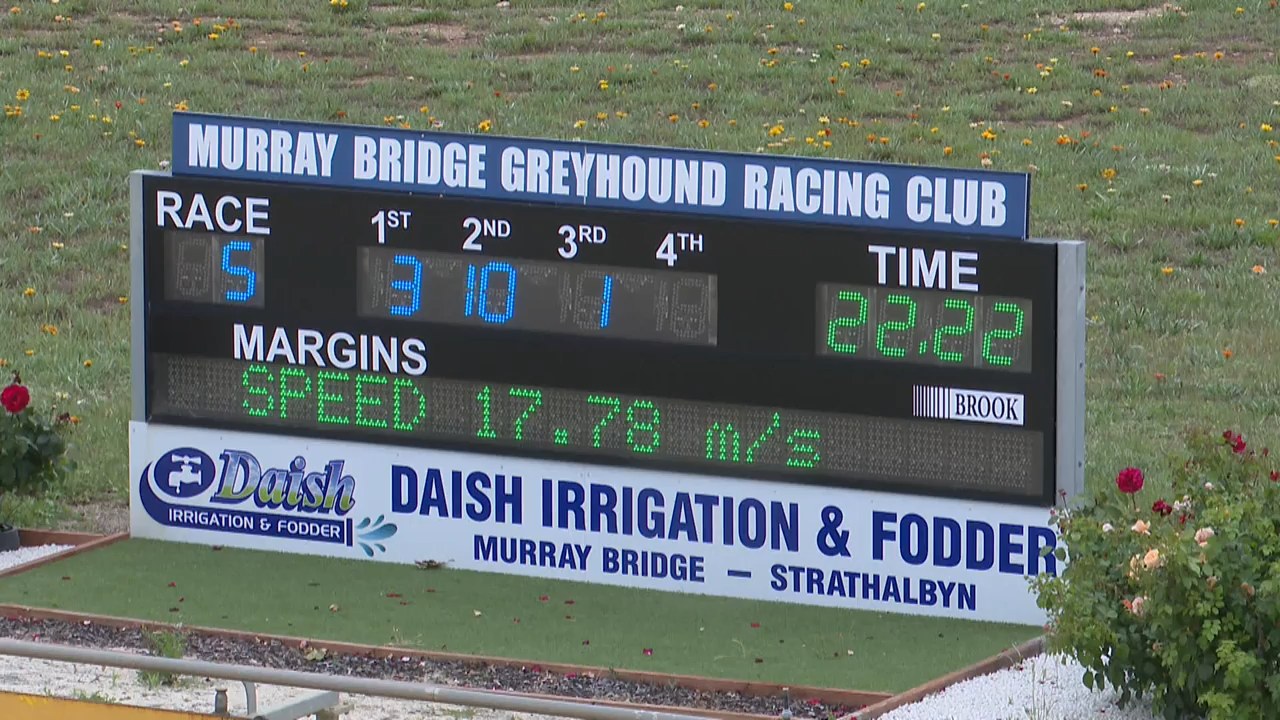 MURRAY BRIDGE GREYHOUND RACING CLUB
RACE 1ST 2ND 3RD 4TH TIME
5 3 10 1 22.22
MARGINS
BROOK
SPEED 17.78 m/s
Daish
IRRIGATION & FODDER
DAISH IRRIGATION & FODDER
MURRAY BRIDGE — STRATHALBYN